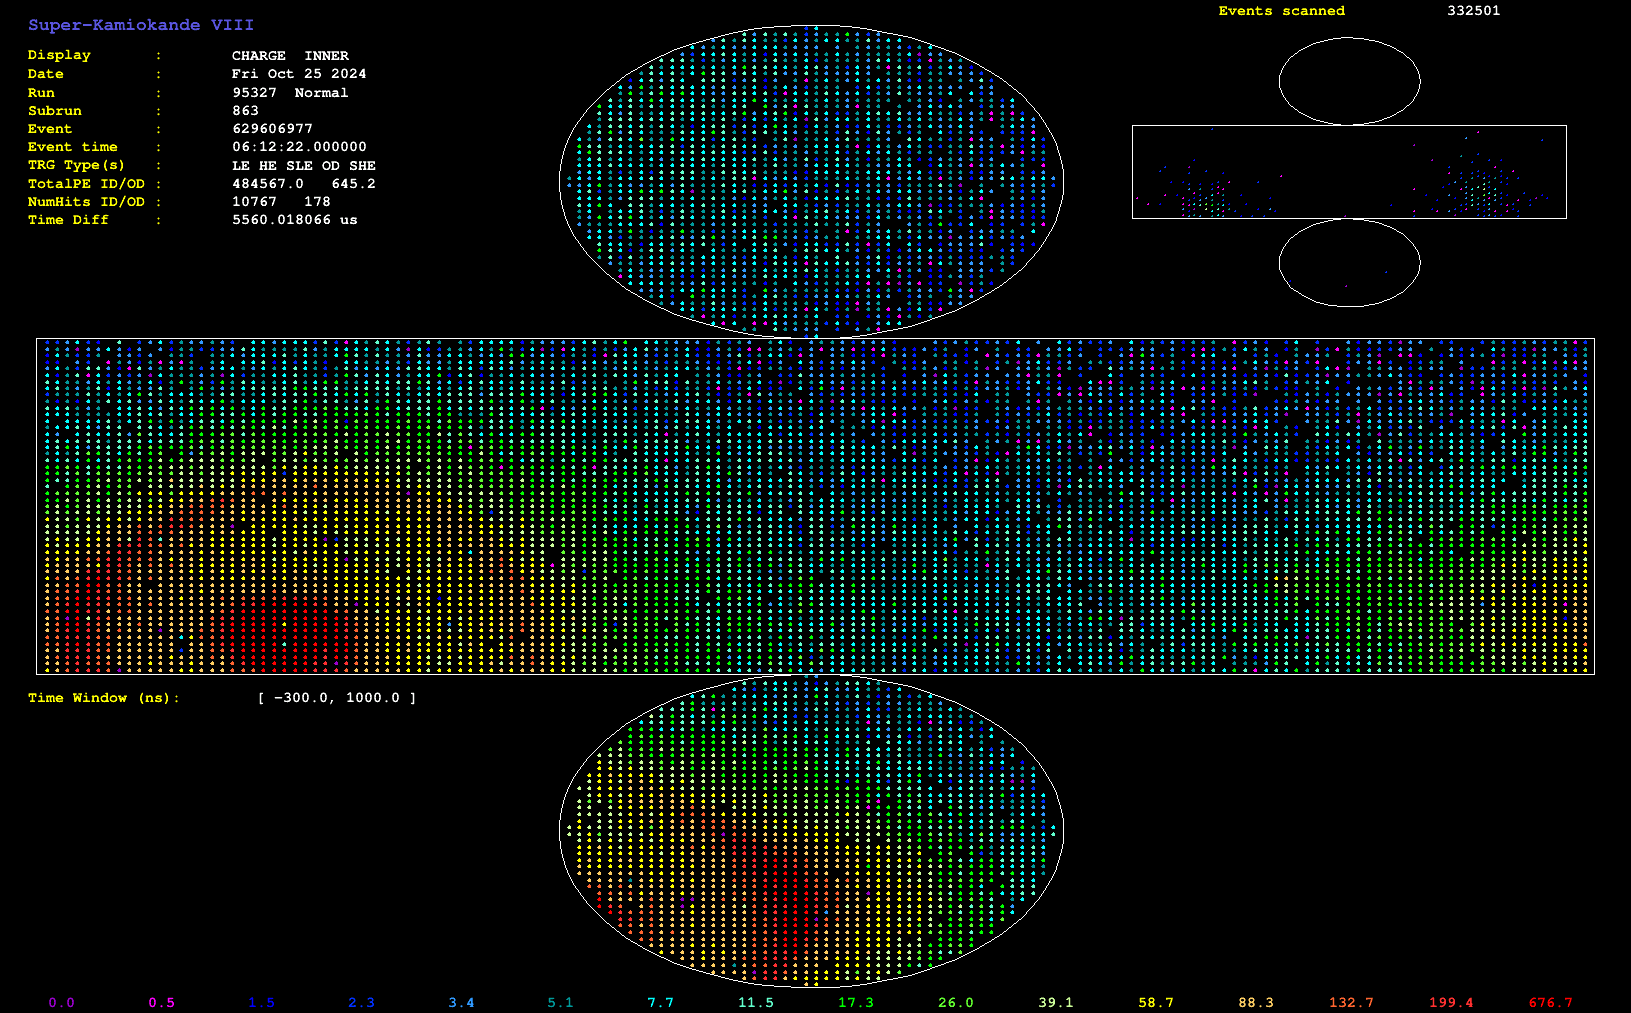 Super-Kamiokande VIII
Display : CHARGE INNER
Date : Fri Oct 25 2024
Run : 95327 Normal
Subrun : 863
Event : 629606977
Event time : 06:12:22.000000
TRG Type(s) : LE HE SLE OD SHE
TotalPE ID/OD : 484567.0 645.2
NumHits ID/OD : 10767 178
Time Diff : 5560.018066 us
Events scanned 332501
Time Window (ns): [ −300.0, 1000.0 ]
0.0 0.5 1.5 2.3 3.4 5.1 7.7 11.5 17.3 26.0 39.1 58.7 88.3 132.7 199.4 676.7